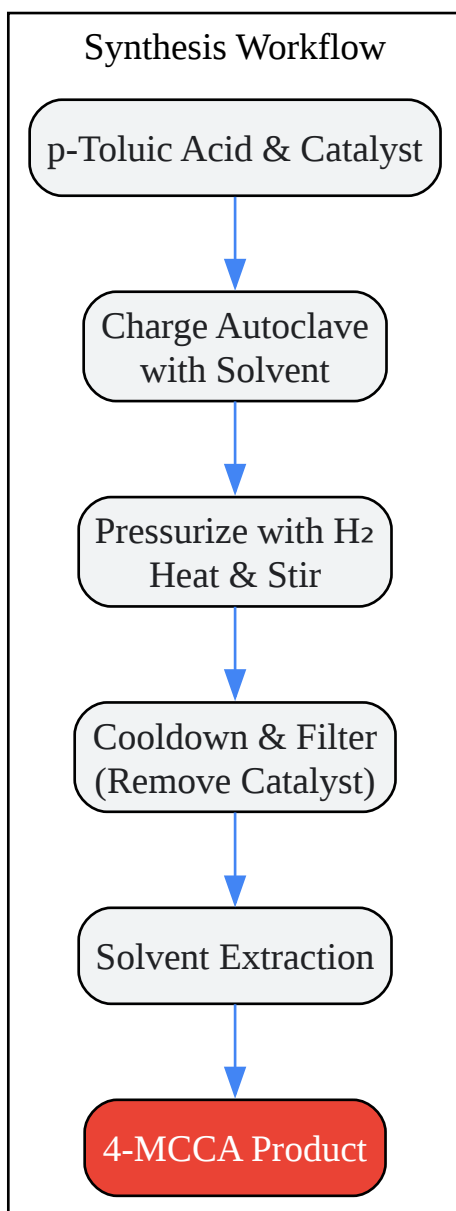 Synthesis Workflow
p-Toluic Acid & Catalyst
Charge Autoclave
with Solvent
Pressurize with H₂
Heat & Stir
Cooldown & Filter
(Remove Catalyst)
Solvent Extraction
4-MCCA Product